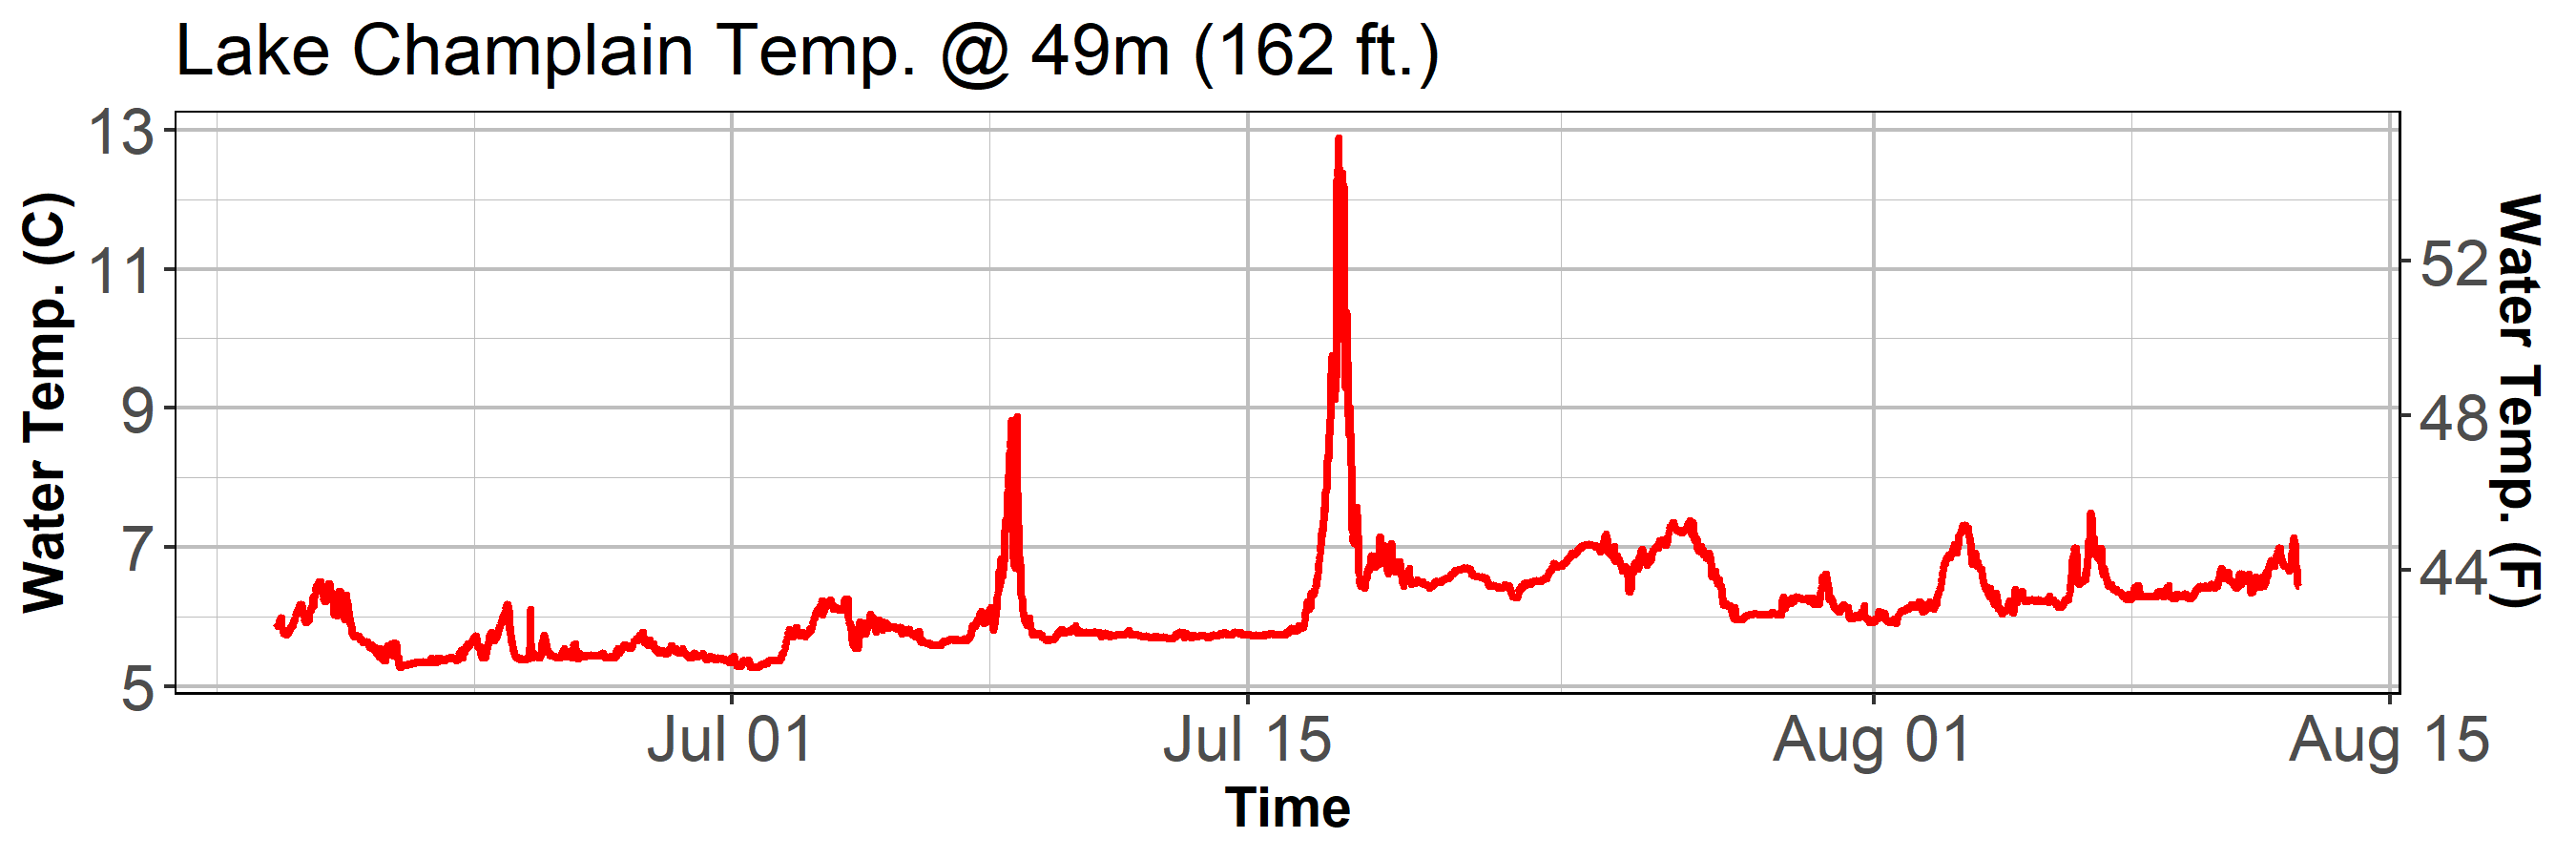 Lake Champlain Temp. @ 49m (162 ft.)
Water Temp. (C)
13
11
9
7
5
52
48
44
Water Temp. (F)
Jul 01
Jul 15
Aug 01
Aug 15
Time